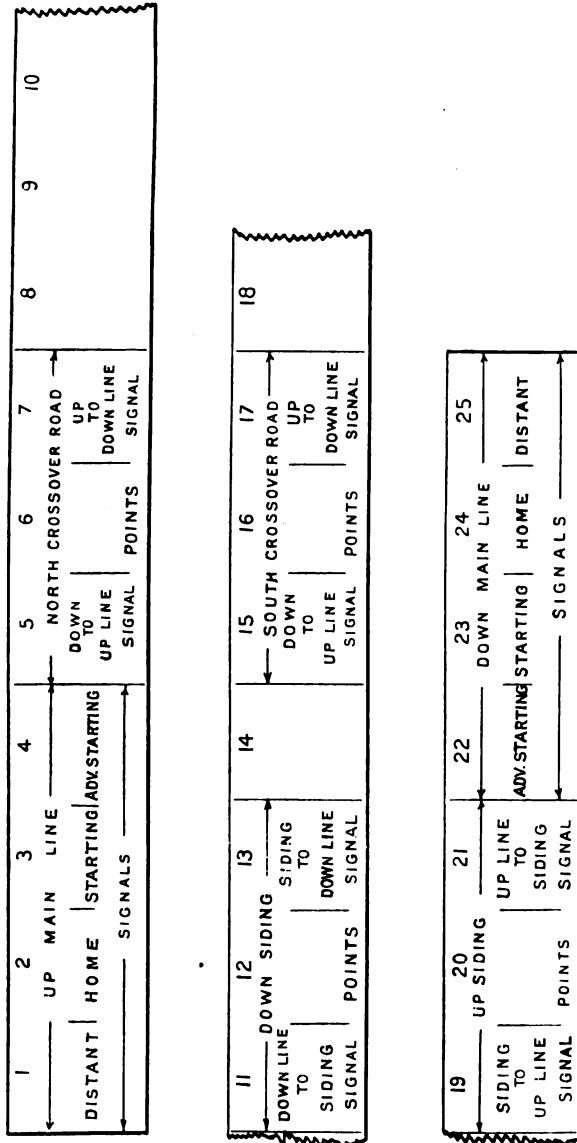 1 2 3 4 5 6 7 8 9 10
UP MAIN LINE
NORTH CROSSOVER ROAD
DISTANT HOME STARTING ADV. STARTING
SIGNALS
DOWN
TO
UP LINE
SIGNAL
POINTS
UP
TO
DOWN LINE
SIGNAL
11 12 13 14 15 16 17 18
DOWN SIDING
SOUTH CROSSOVER ROAD
DOWN LINE
TO
SIDING
SIGNAL
POINTS
SIDING
TO
DOWN LINE
SIGNAL
DOWN
TO
UP LINE
SIGNAL
POINTS
UP
TO
DOWN LINE
SIGNAL
19 20 21 22 23 24 25
UP SIDING
DOWN MAIN LINE
SIDING
TO
UP LINE
SIGNAL
POINTS
UP LINE
TO
SIDING
SIGNAL
ADV. STARTING STARTING HOME DISTANT
SIGNALS